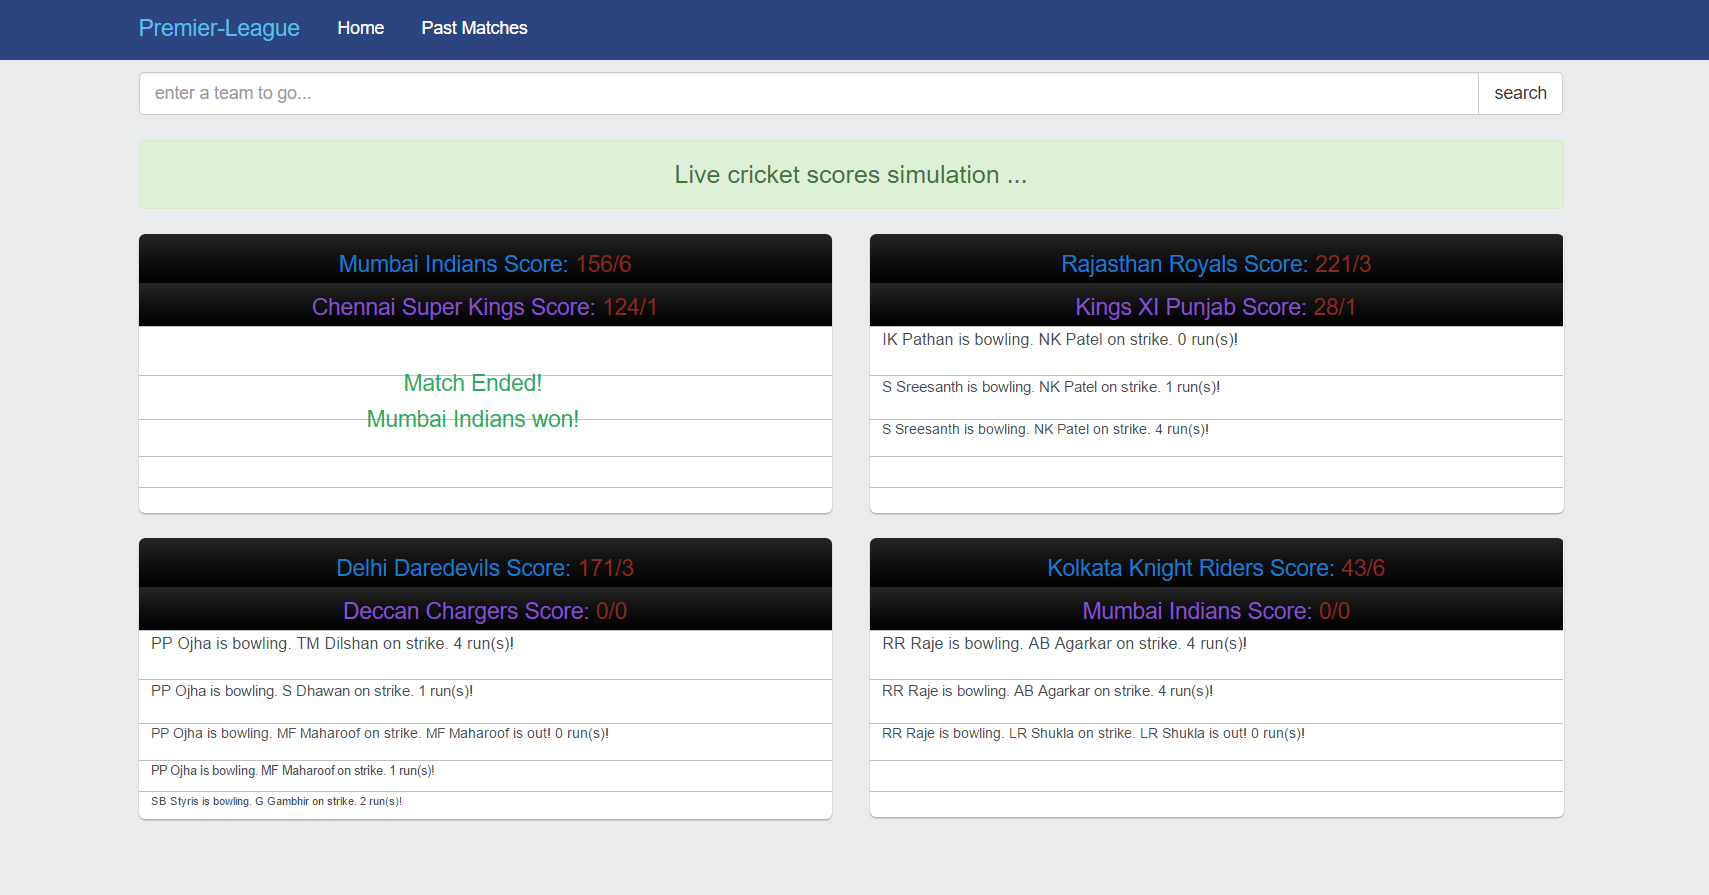 Premier-League Home Past Matches
enter a team to go... search
Live cricket scores simulation ...
Mumbai Indians Score: 156/6
Chennai Super Kings Score: 124/1
Match Ended!
Mumbai Indians won!
Rajasthan Royals Score: 221/3
Kings XI Punjab Score: 28/1
IK Pathan is bowling. NK Patel on strike. 0 run(s)!
S Sreesanth is bowling. NK Patel on strike. 1 run(s)!
S Sreesanth is bowling. NK Patel on strike. 4 run(s)!
Delhi Daredevils Score: 171/3
Deccan Chargers Score: 0/0
PP Ojha is bowling. TM Dilshan on strike. 4 run(s)!
PP Ojha is bowling. S Dhawan on strike. 1 run(s)!
PP Ojha is bowling. MF Maharoof on strike. MF Maharoof is out! 0 run(s)!
PP Ojha is bowling. MF Maharoof on strike. 1 run(s)!
SB Styris is bowling. G Gambhir on strike. 2 run(s)!
Kolkata Knight Riders Score: 43/6
Mumbai Indians Score: 0/0
RR Raje is bowling. AB Agarkar on strike. 4 run(s)!
RR Raje is bowling. AB Agarkar on strike. 4 run(s)!
RR Raje is bowling. LR Shukla on strike. LR Shukla is out! 0 run(s)!